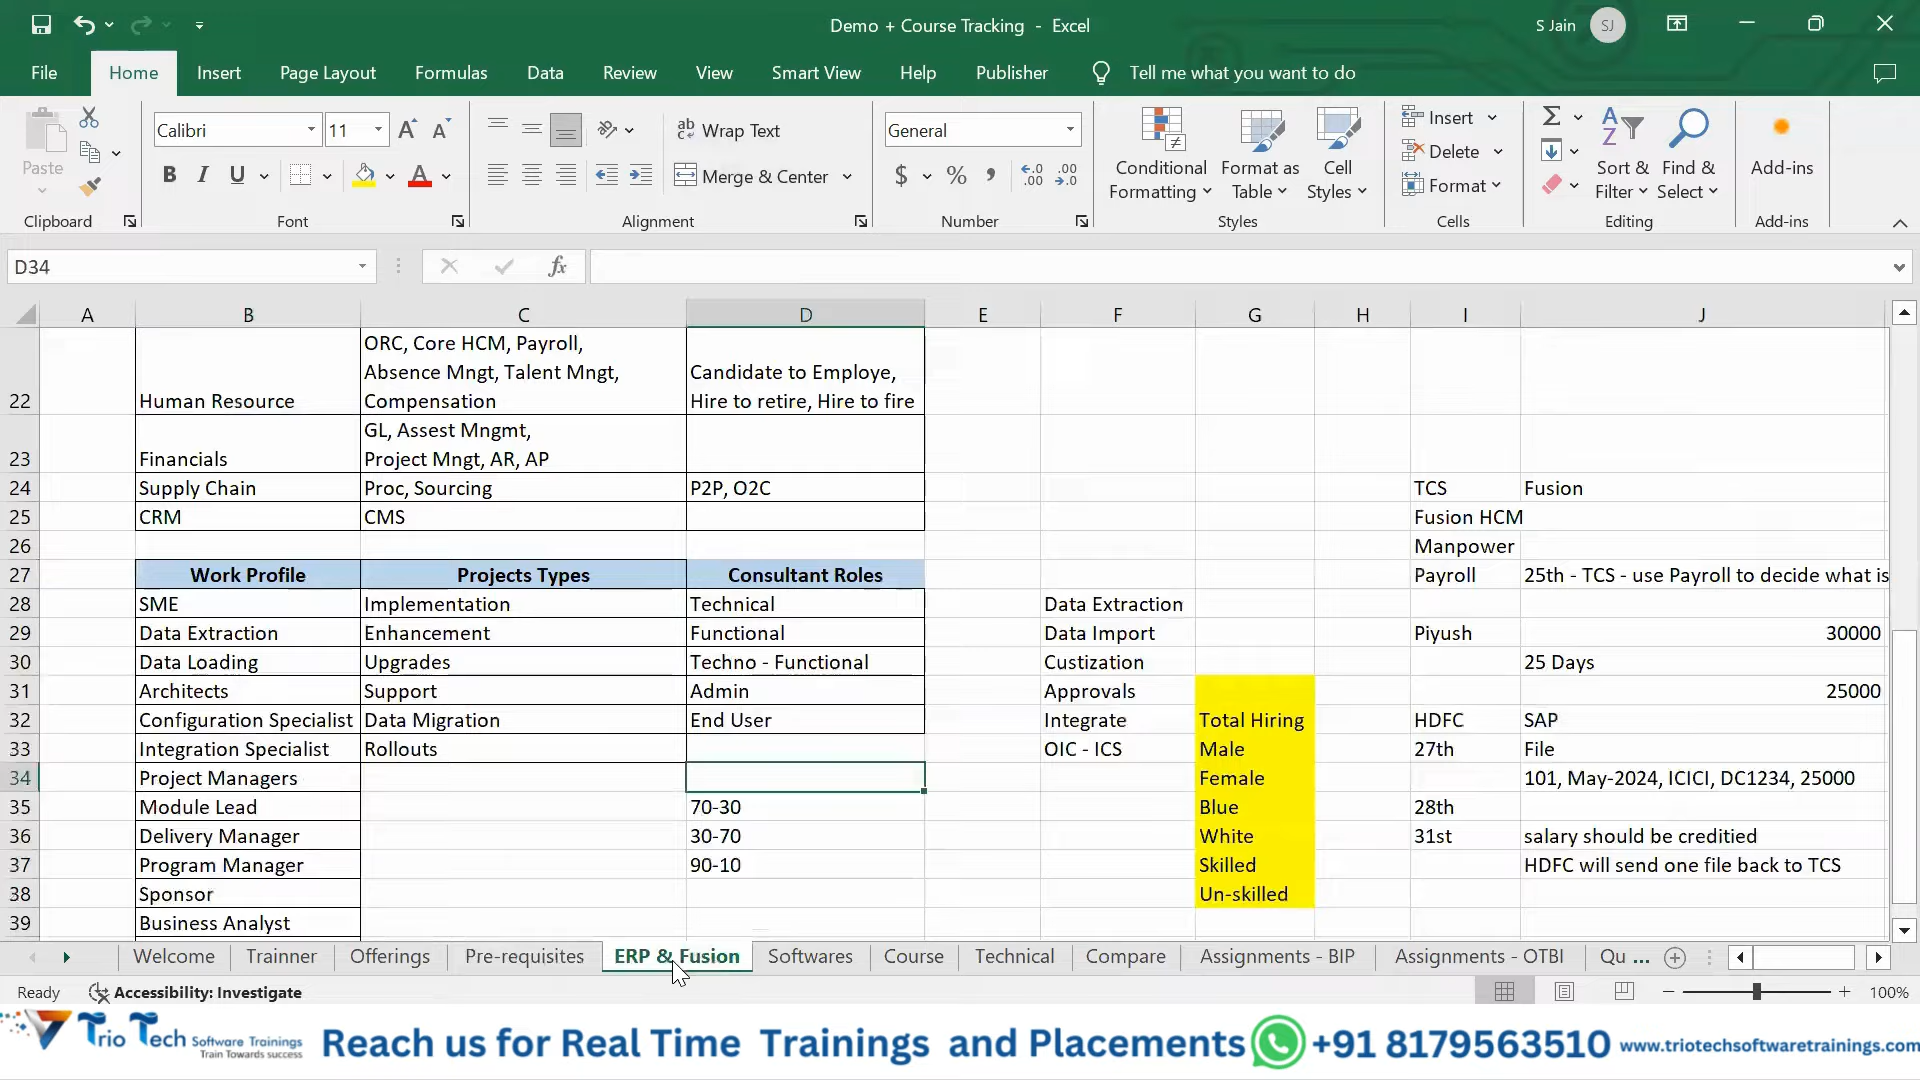 Demo + Course Tracking - Excel
S Jain
SJ
File
Home
Insert
Page Layout
Formulas
Data
Review
View
Smart View
Help
Publisher
Tell me what you want to do
Paste
Clipboard
Calibri
11
A
A
B
I
U
A
Font
ab
Wrap Text
Merge & Center
Alignment
General
$
%
,
Number
Conditional
Formatting
Format as
Table
Cell
Styles
Styles
Insert
Delete
Format
Cells
Sort &
Filter
Find &
Select
Editing
Add-ins
Add-ins
D34
fx
A
B
C
D
E
F
G
H
I
J
ORC, Core HCM, Payroll,
Absence Mngt, Talent Mngt,
Candidate to Employe,
22
Human Resource
Compensation
Hire to retire, Hire to fire
GL, Assest Mngmt,
23
Financials
Project Mngt, AR, AP
24
Supply Chain
Proc, Sourcing
P2P, O2C
TCS
Fusion
25
CRM
CMS
Fusion HCM
26
Manpower
27
Work Profile
Projects Types
Consultant Roles
Payroll
25th - TCS - use Payroll to decide what is
28
SME
Implementation
Technical
Data Extraction
29
Data Extraction
Enhancement
Functional
Data Import
Piyush
30000
30
Data Loading
Upgrades
Techno - Functional
Custization
25 Days
31
Architects
Support
Admin
Approvals
25000
32
Configuration Specialist
Data Migration
End User
Integrate
Total Hiring
HDFC
SAP
33
Integration Specialist
Rollouts
OIC - ICS
Male
27th
File
34
Project Managers
Female
101, May-2024, ICICI, DC1234, 25000
35
Module Lead
70-30
Blue
28th
36
Delivery Manager
30-70
White
31st
salary should be creditied
37
Program Manager
90-10
Skilled
HDFC will send one file back to TCS
38
Sponsor
Un-skilled
39
Business Analyst
Welcome
Trainner
Offerings
Pre-requisites
ERP & Fusion
Softwares
Course
Technical
Compare
Assignments - BIP
Assignments - OTBI
Qu ...
Ready
Accessibility: Investigate
100%
Trio Tech Software Trainings
Train Towards success
Reach us for Real Time Trainings and Placements
+91 8179563510
www.triotechsoftwaretrainings.com